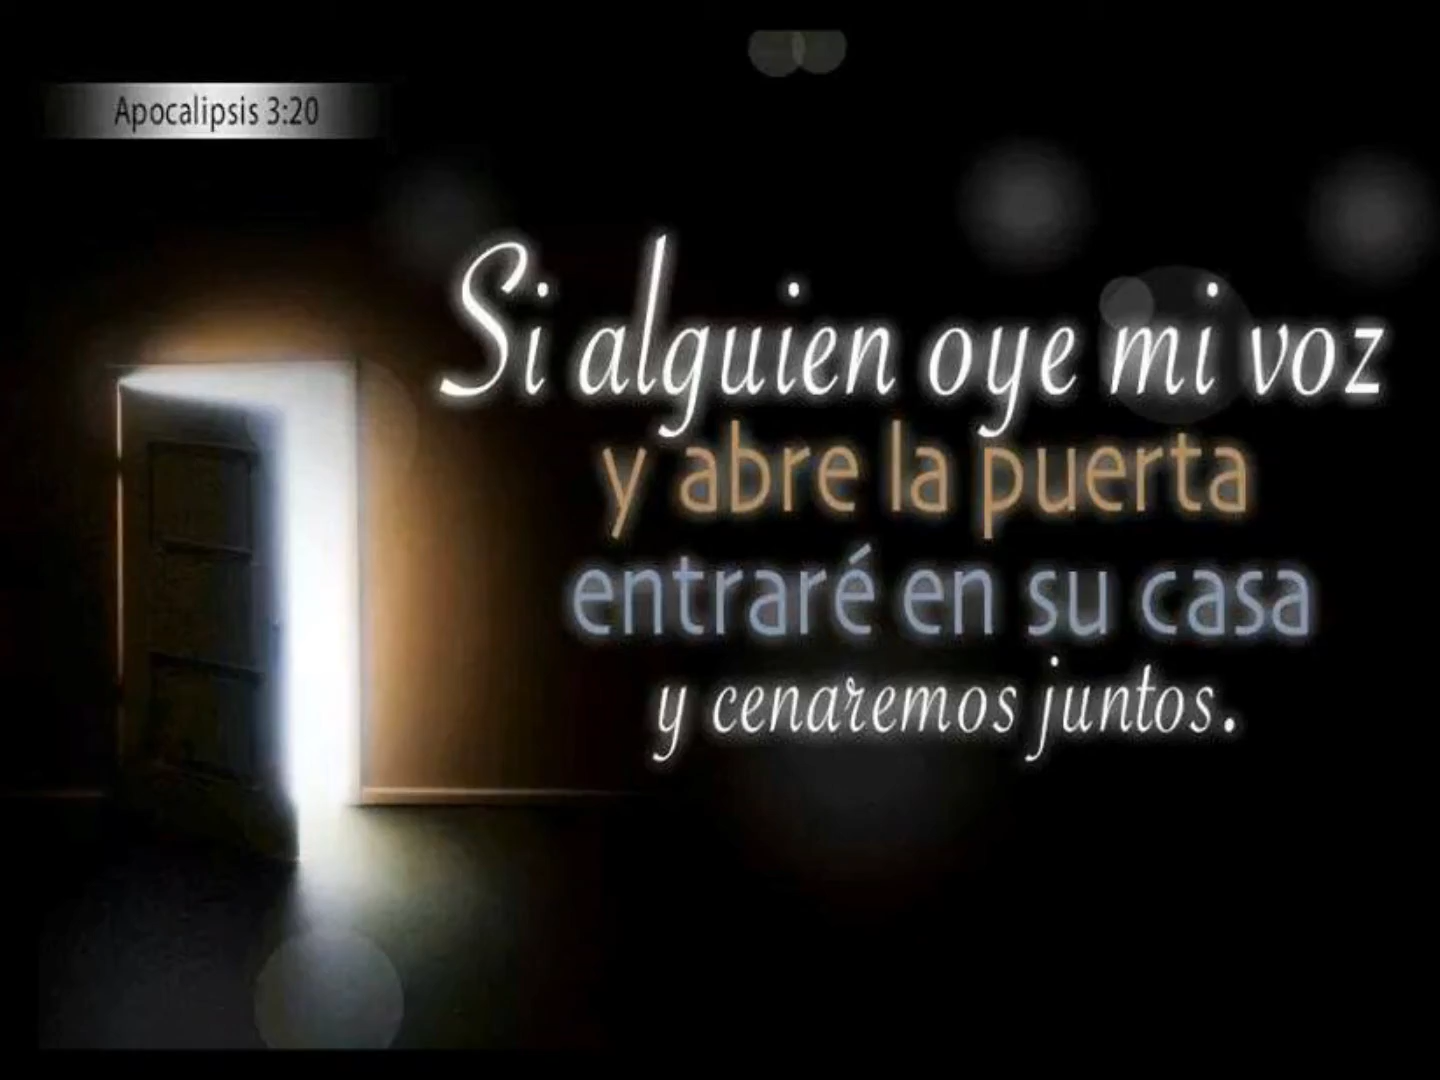 Apocalipsis 3:20
Si alguien oye mi voz
y abre la puerta
entraré en su casa
y cenaremos juntos.